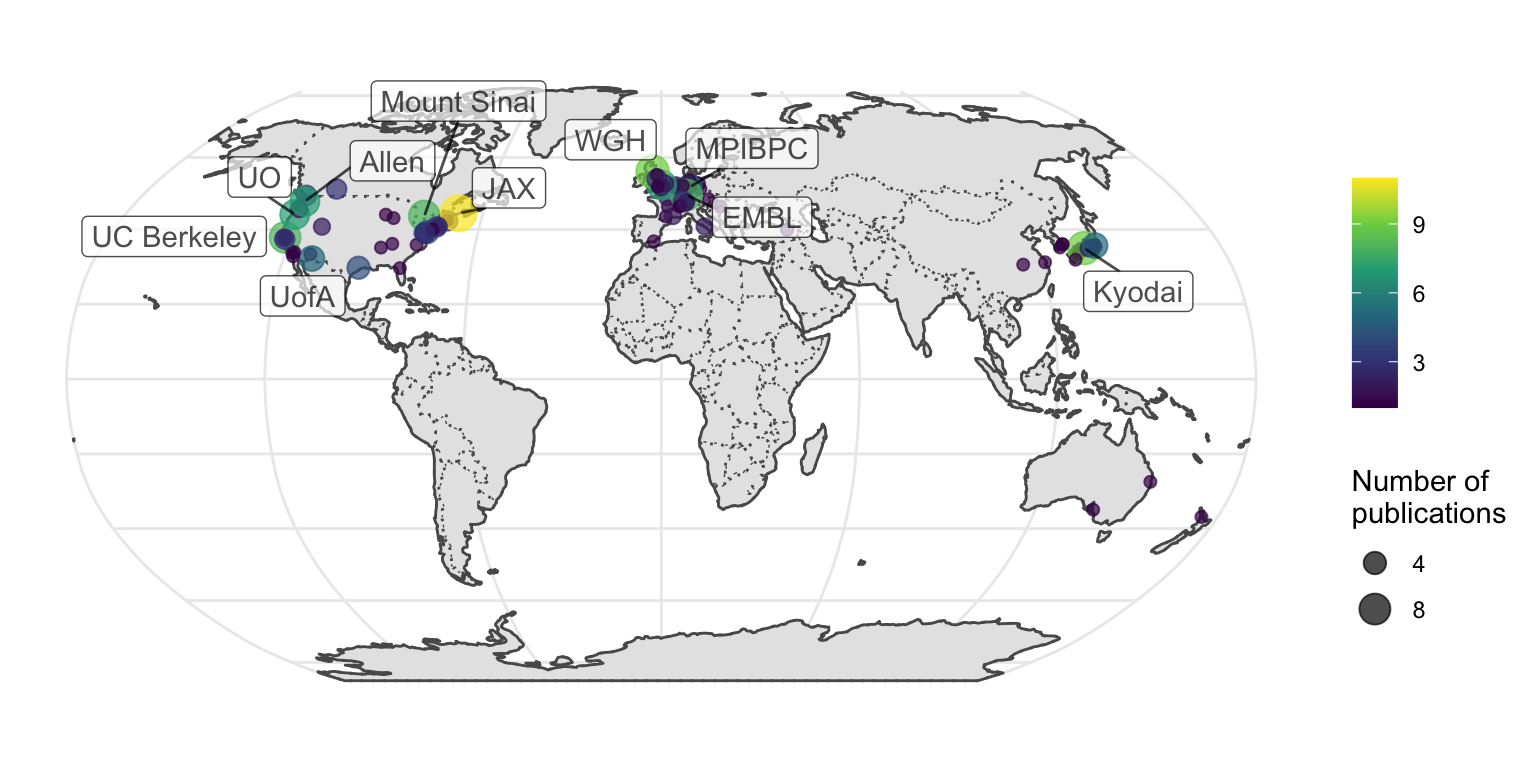 Mount Sinai
WGH
MPIBPC
Allen
UO
JAX
EMBL
UC Berkeley
UofA
Kyodai
9
6
3
Number of
publications
4
8